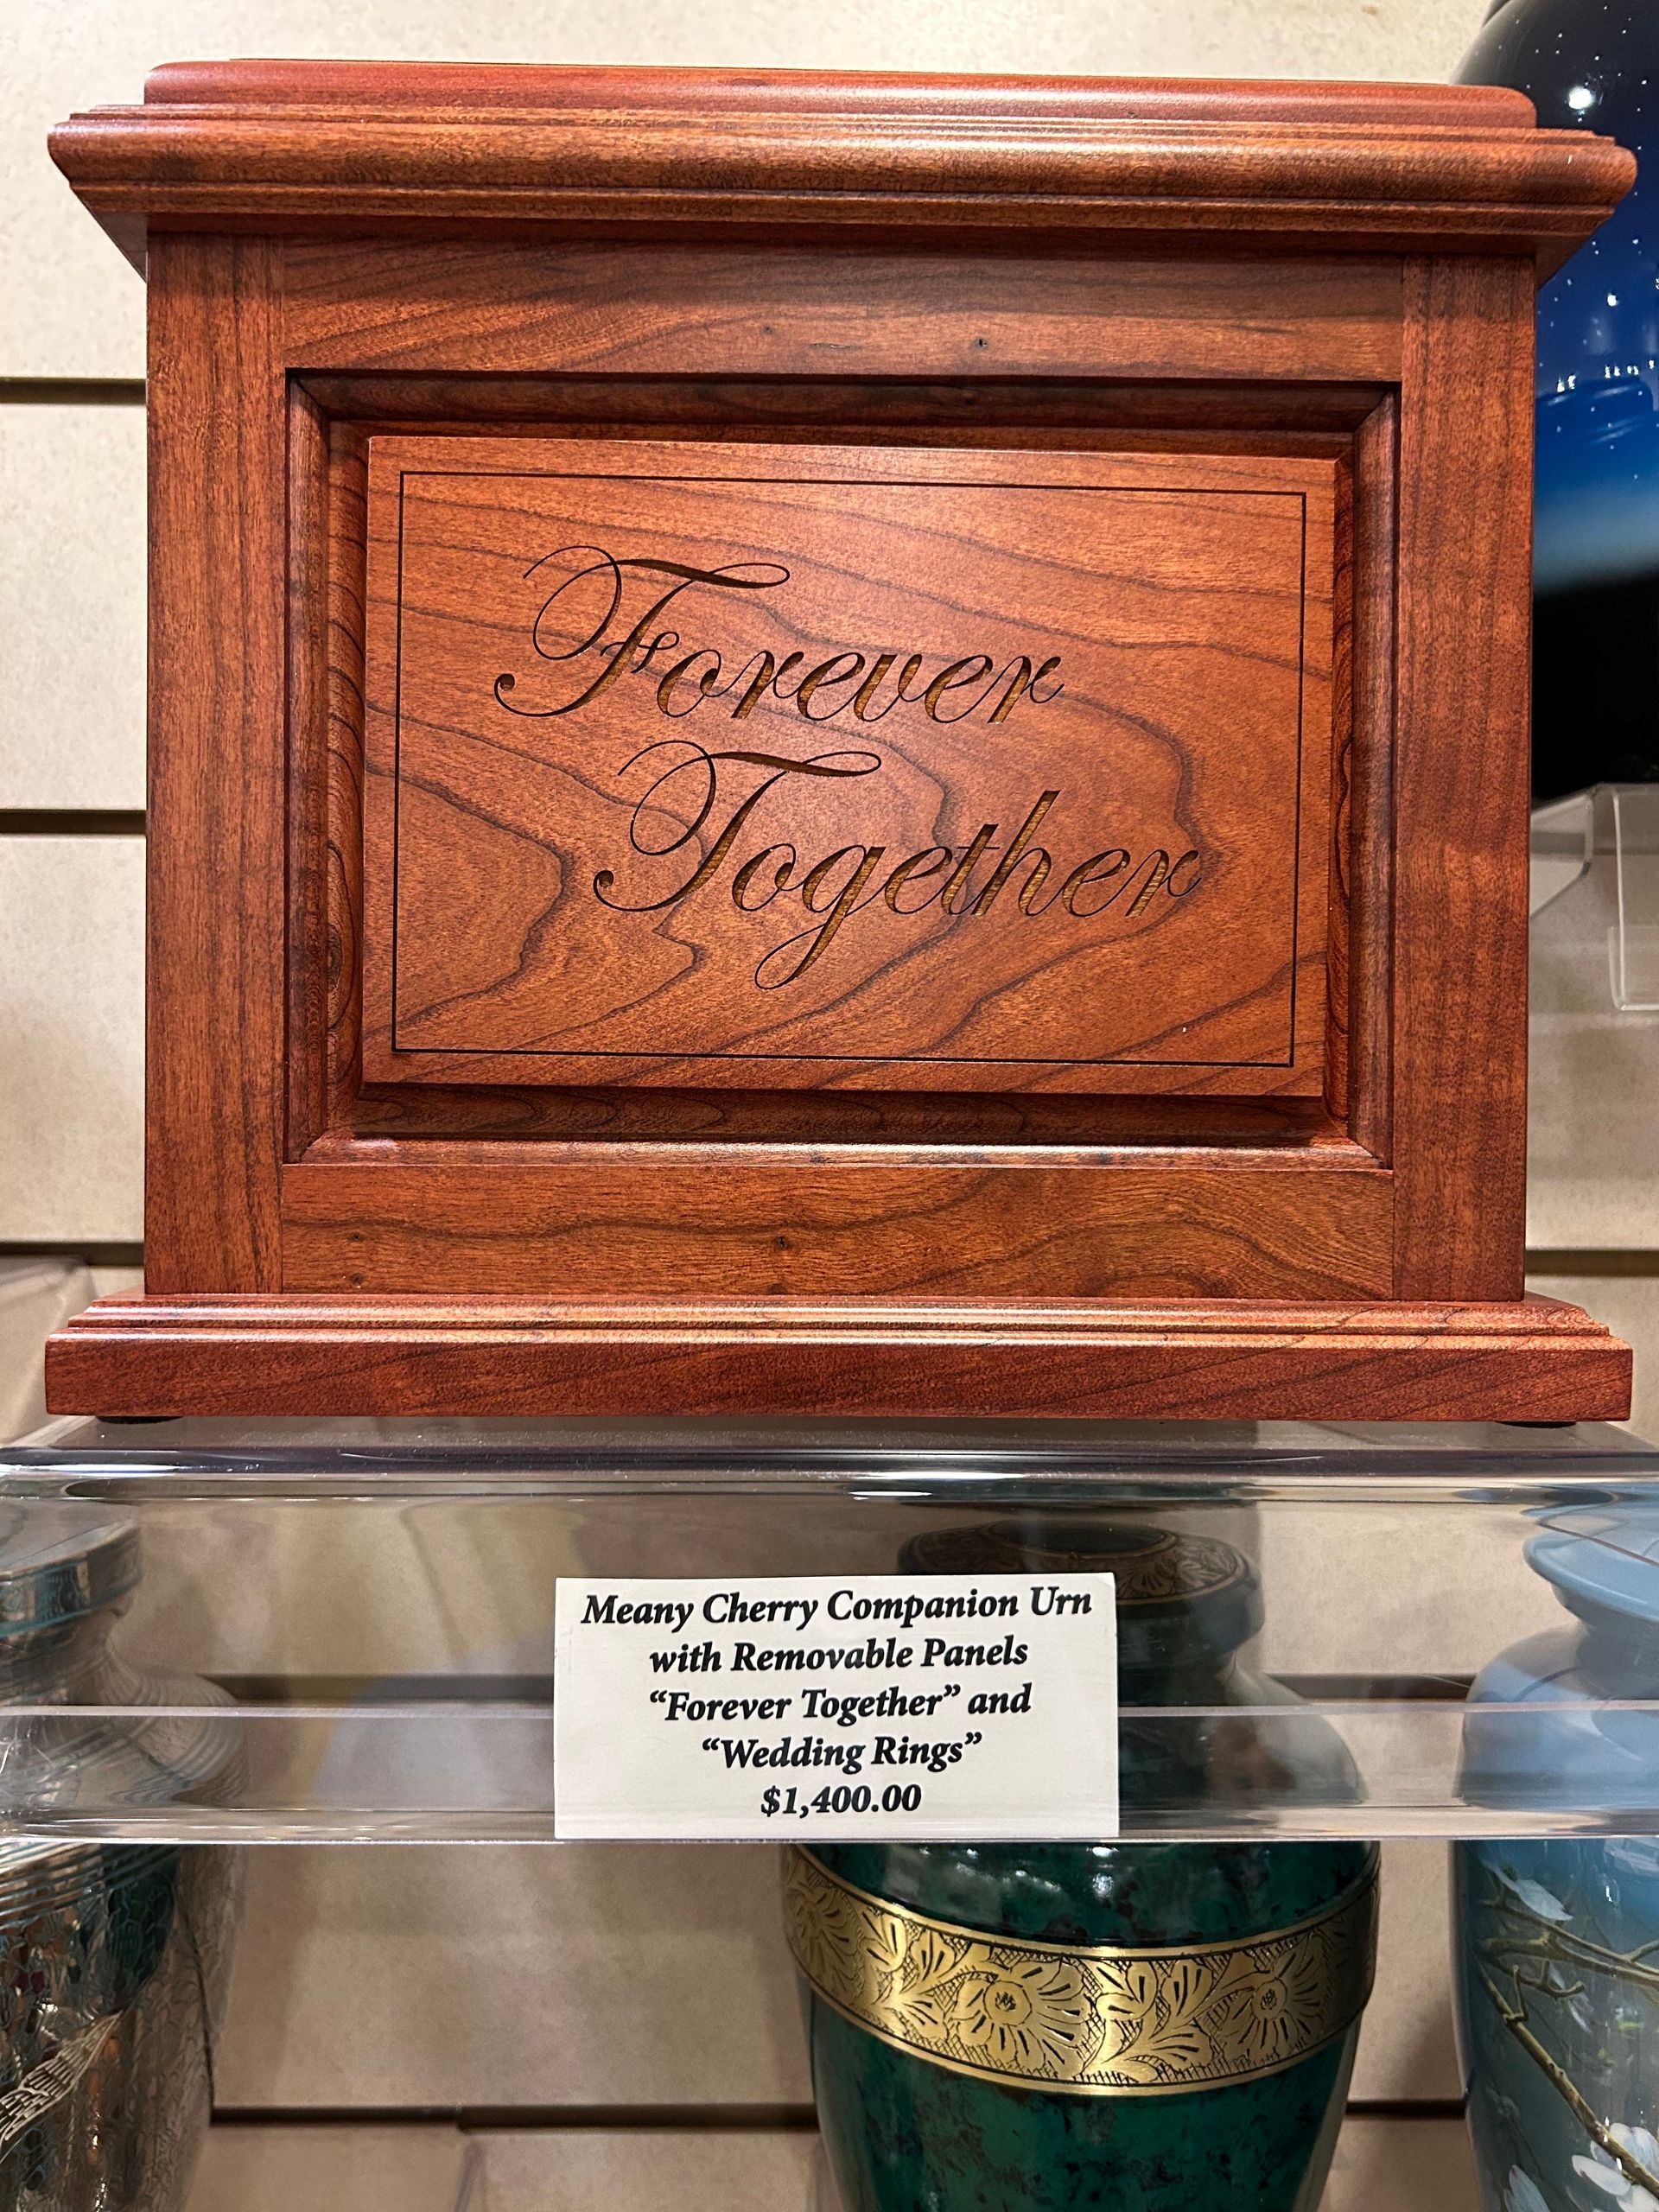 Forever
Together
Meany Cherry Companion Urn
with Removable Panels
“Forever Together” and
“Wedding Rings”
$1,400.00